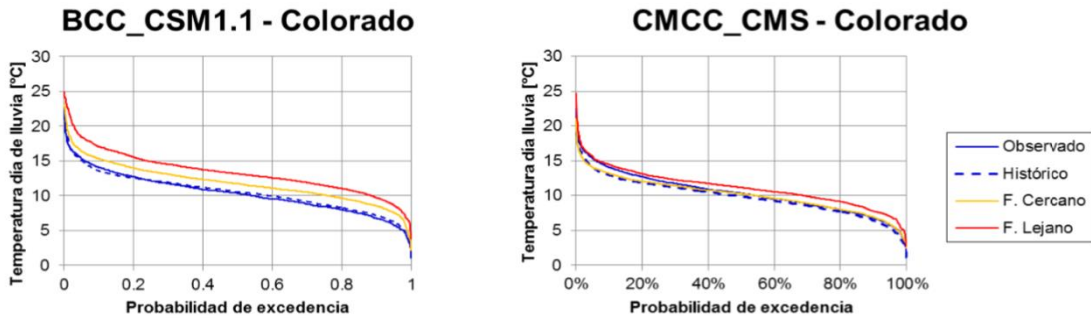 BCC_CSM1.1 - Colorado
Temperatura día de lluvia [°C]
30
25
20
15
10
5
0
0 0.2 0.4 0.6 0.8 1
Probabilidad de excedencia
CMCC_CMS - Colorado
Temperatura día lluvia [°C]
30
25
20
15
10
5
0
0% 20% 40% 60% 80% 100%
Probabilidad de excedencia
Observado
Histórico
F. Cercano
F. Lejano